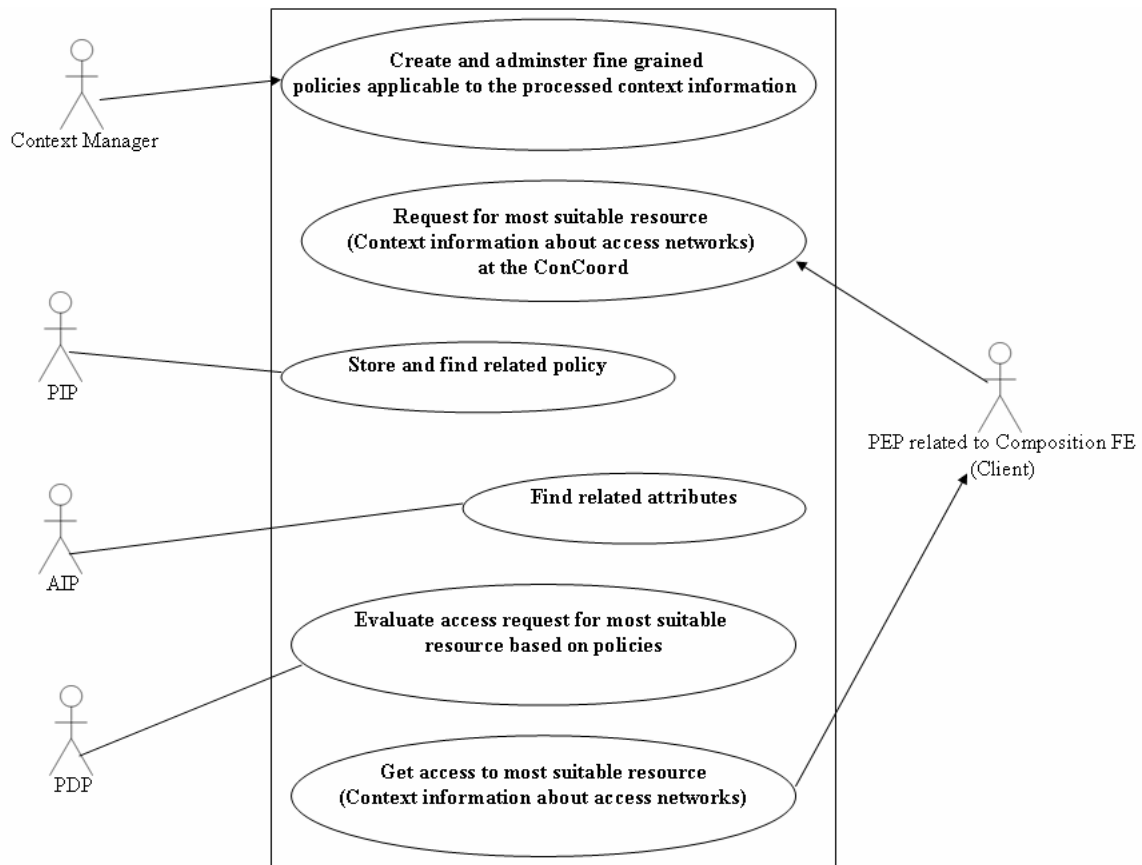 Create and adminster fine grained
policies applicable to the processed context information
Context Manager
Request for most suitable resource
(Context information about access networks)
at the ConCoord
Store and find related policy
PIP
PEP related to Composition FE
(Client)
Find related attributes
AIP
Evaluate access request for most suitable
resource based on policies
PDP
Get access to most suitable resource
(Context information about access networks)